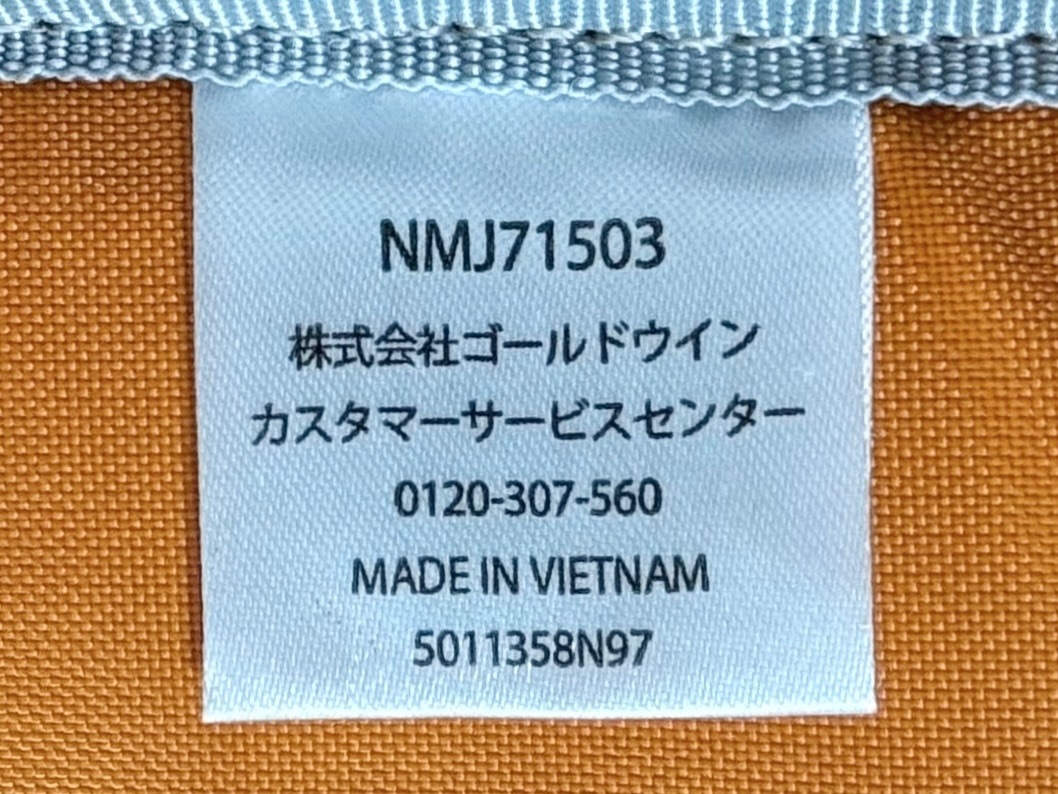 NMJ71503
株式会社ゴールドウイン
カスタマーサービスセンター
0120-307-560
MADE IN VIETNAM
5011358N97